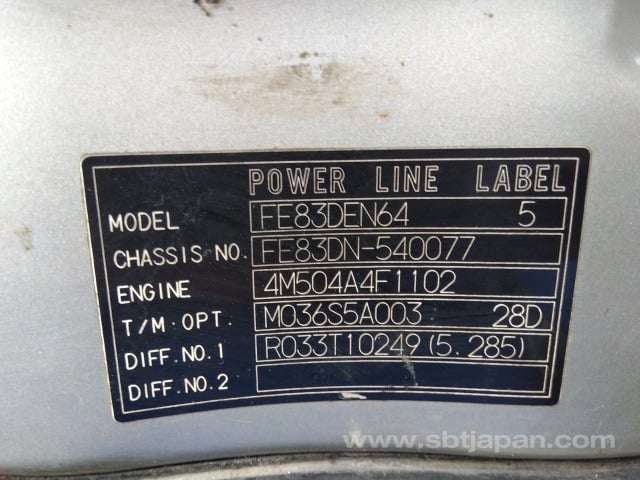 POWER LINE LABEL
MODEL FE83DEN64 5
CHASSIS NO. FE83DN-540077
ENGINE 4M504A4F1102
T/M·OPT. M036S5A003 28D
DIFF.NO.1 R033T10249(5.285)
DIFF.NO.2
www.sbtjapan.com